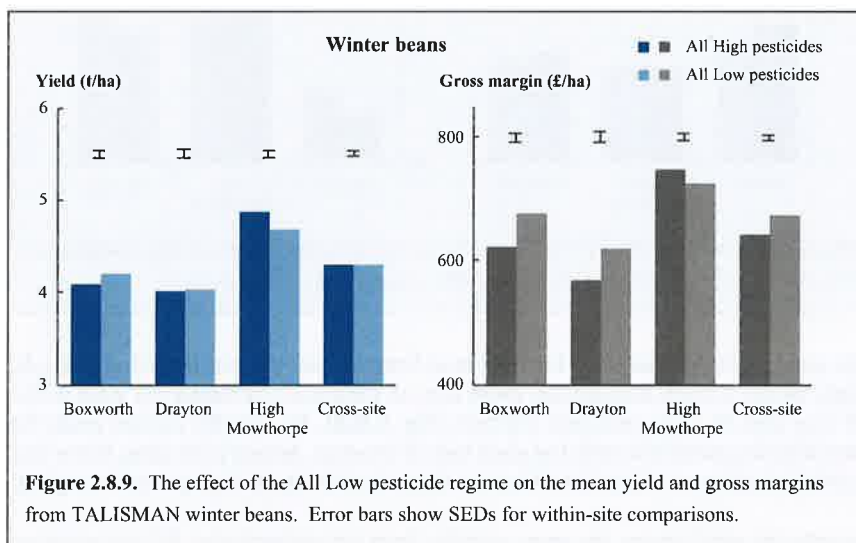 Winter beans
All High pesticides
All Low pesticides
Yield (t/ha)
6
5
4
3
Boxworth Drayton High Cross-site
Mowthorpe
Gross margin (£/ha)
800
600
400
Boxworth Drayton High Cross-site
Mowthorpe
Figure 2.8.9. The effect of the All Low pesticide regime on the mean yield and gross margins
from TALISMAN winter beans. Error bars show SEDs for within-site comparisons.